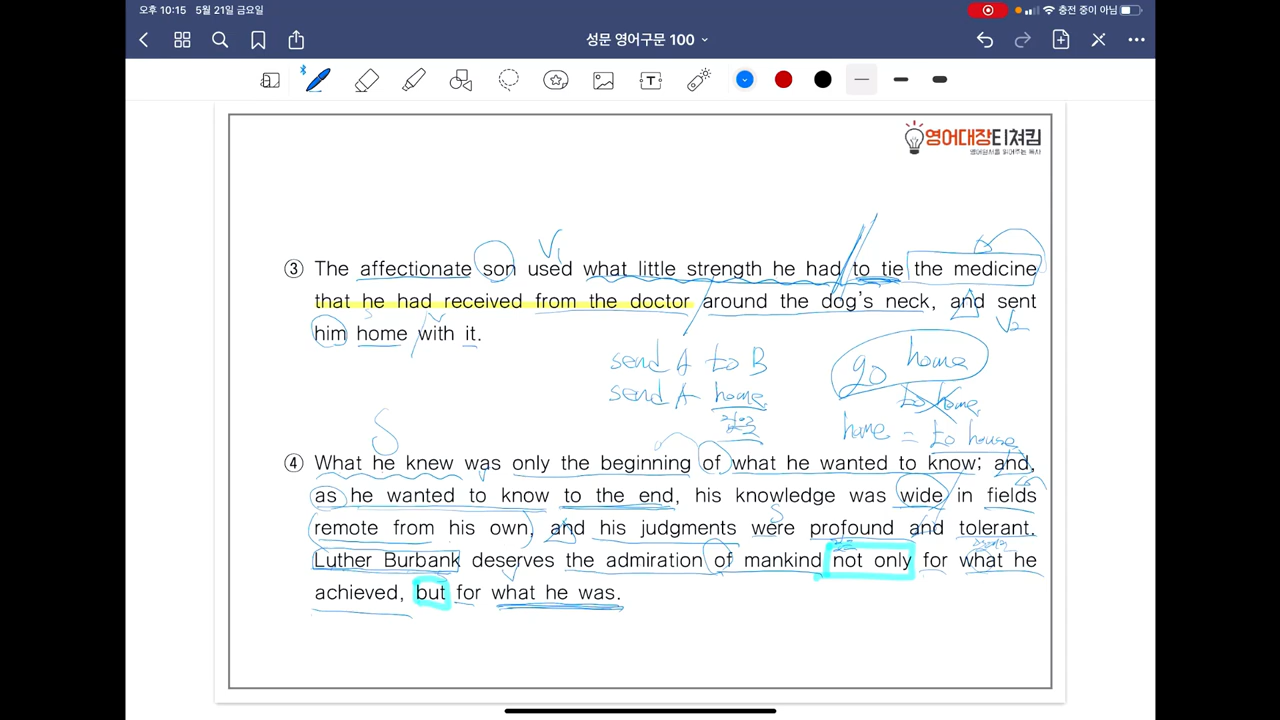 오후 10:15 5월 21일 금요일
충전 중이 아님
성문 영어구문 100
영어대장티쳐킴
③ The affectionate son used what little strength he had to tie the medicine
that he had received from the doctor around the dog's neck, and sent
him home with it.
V1
V2
S V
send A to B
send A home
go home
to home
home = to house
S
④ What he knew was only the beginning of what he wanted to know; and,
as he wanted to know to the end, his knowledge was wide in fields
remote from his own, and his judgments were profound and tolerant.
Luther Burbank deserves the admiration of mankind not only for what he
achieved, but for what he was.